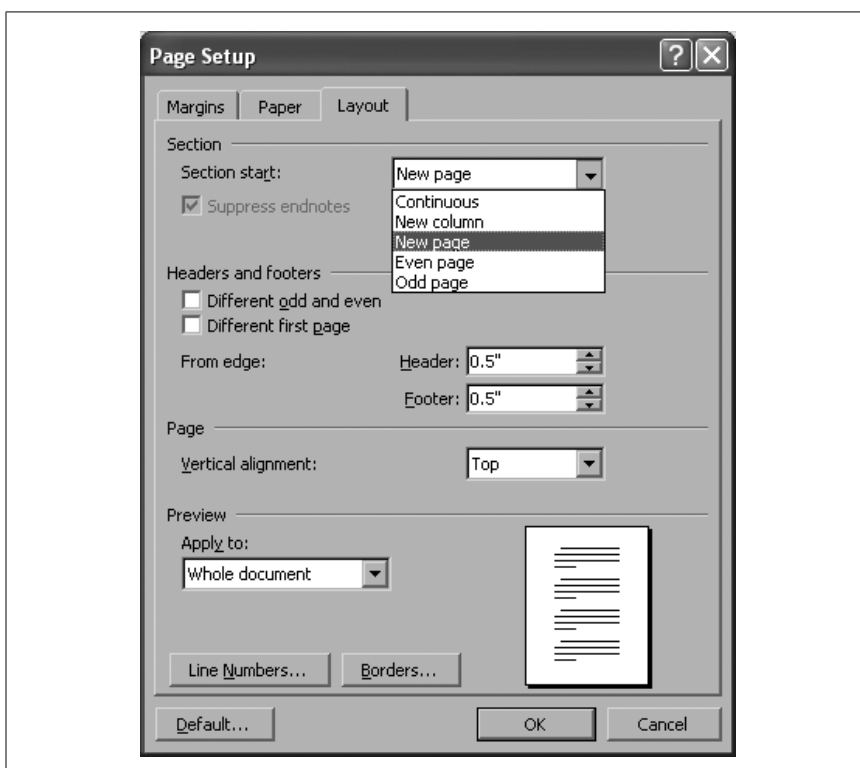 Page Setup
Margins Paper Layout
Section
Section start: New page
Suppress endnotes
Continuous
New column
New page
Even page
Odd page
Headers and footers
Different odd and even
Different first page
From edge: Header: 0.5"
Footer: 0.5"
Page
Vertical alignment: Top
Preview
Apply to:
Whole document
Line Numbers... Borders...
Default... OK Cancel